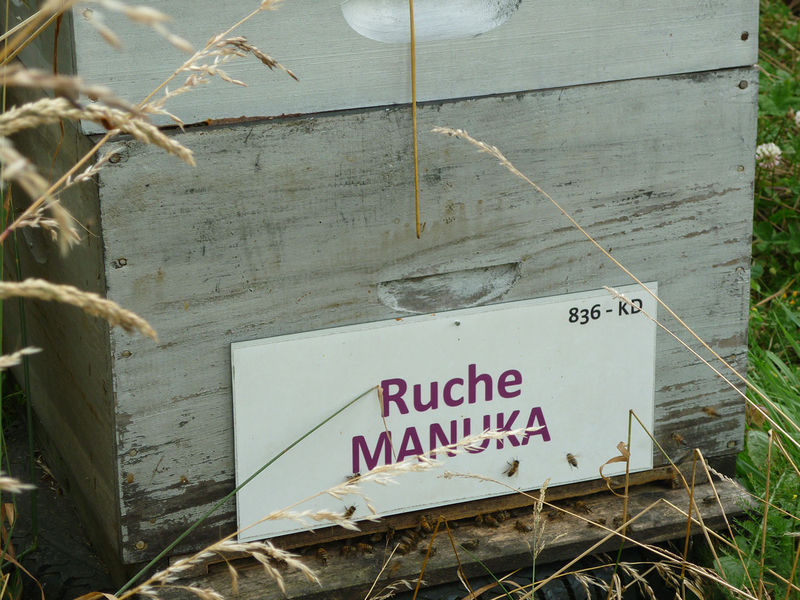 836 - KD
Ruche
MANUKA